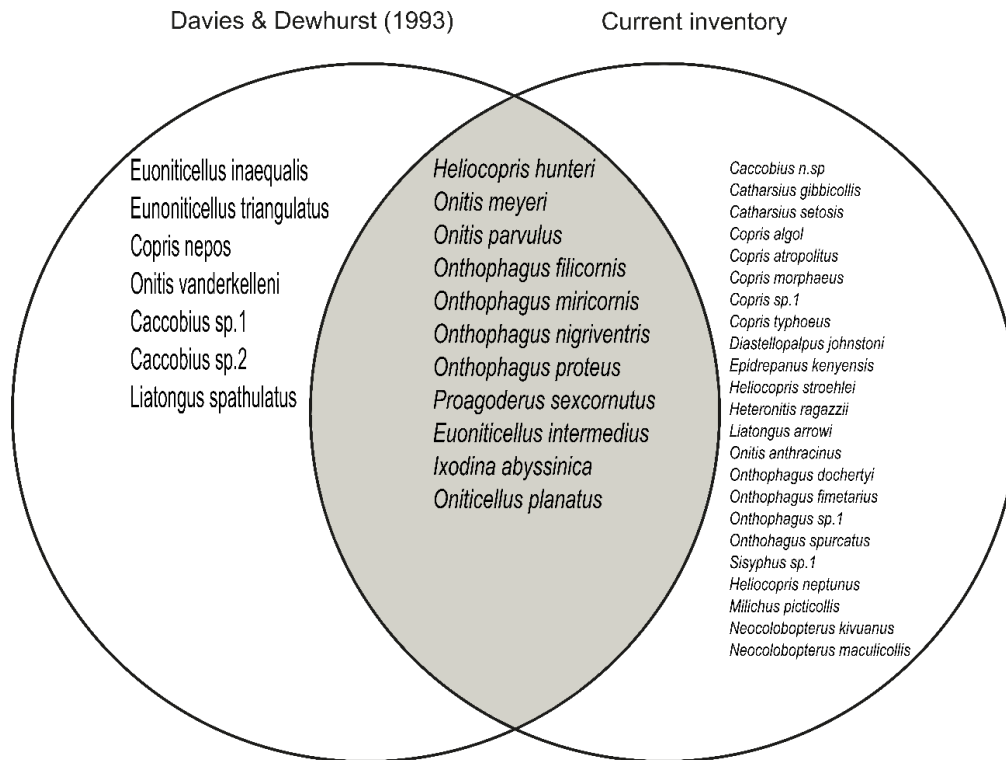 Davies & Dewhurst (1993)
Current inventory
Euoniticellus inaequalis
Eunoniticellus triangulatus
Copris nepos
Onitis vanderkelleni
Caccobius sp.1
Caccobius sp.2
Liatongus spathulatus
Heliocopris hunteri
Onitis meyeri
Onitis parvulus
Onthophagus filicornis
Onthophagus miricornis
Onthophagus nigriventris
Onthophagus proteus
Proagoderus sexcornutus
Euoniticellus intermedius
Ixodina abyssinica
Oniticellus planatus
Caccobius n.sp
Catharsius gibbicollis
Catharsius setosis
Copris algol
Copris atropolitus
Copris morphaeus
Copris sp.1
Copris typhoeus
Diastellopalpus johnstoni
Epidrepanus kenyensis
Heliocopris stroehlei
Heteronitis ragazzii
Liatongus arrowi
Onitis anthracinus
Onthophagus dochertyi
Onthophagus fimetarius
Onthophagus sp.1
Onthohagus spurcatus
Sisyphus sp.1
Heliocopris neptunus
Milichus picticollis
Neocolobopterus kivuanus
Neocolobopterus maculicollis